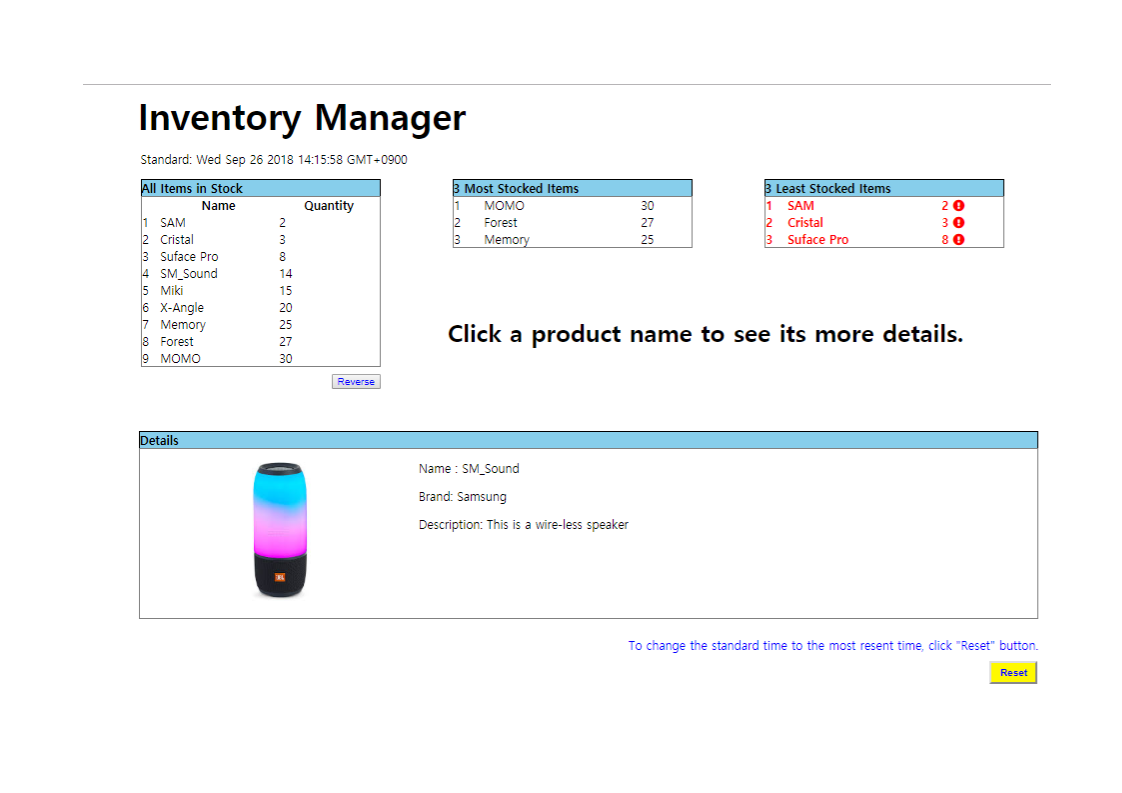 Inventory Manager
Standard: Wed Sep 26 2018 14:15:58 GMT+0900
All Items in Stock
Name Quantity
1 SAM 2
2 Cristal 3
3 Suface Pro 8
4 SM_Sound 14
5 Miki 15
6 X-Angle 20
7 Memory 25
8 Forest 27
9 MOMO 30
Reverse
3 Most Stocked Items
1 MOMO 30
2 Forest 27
3 Memory 25
3 Least Stocked Items
1 SAM 2
2 Cristal 3
3 Suface Pro 8
Click a product name to see its more details.
Details
JBL
Name : SM_Sound
Brand: Samsung
Description: This is a wire-less speaker
To change the standard time to the most resent time, click "Reset" button.
Reset